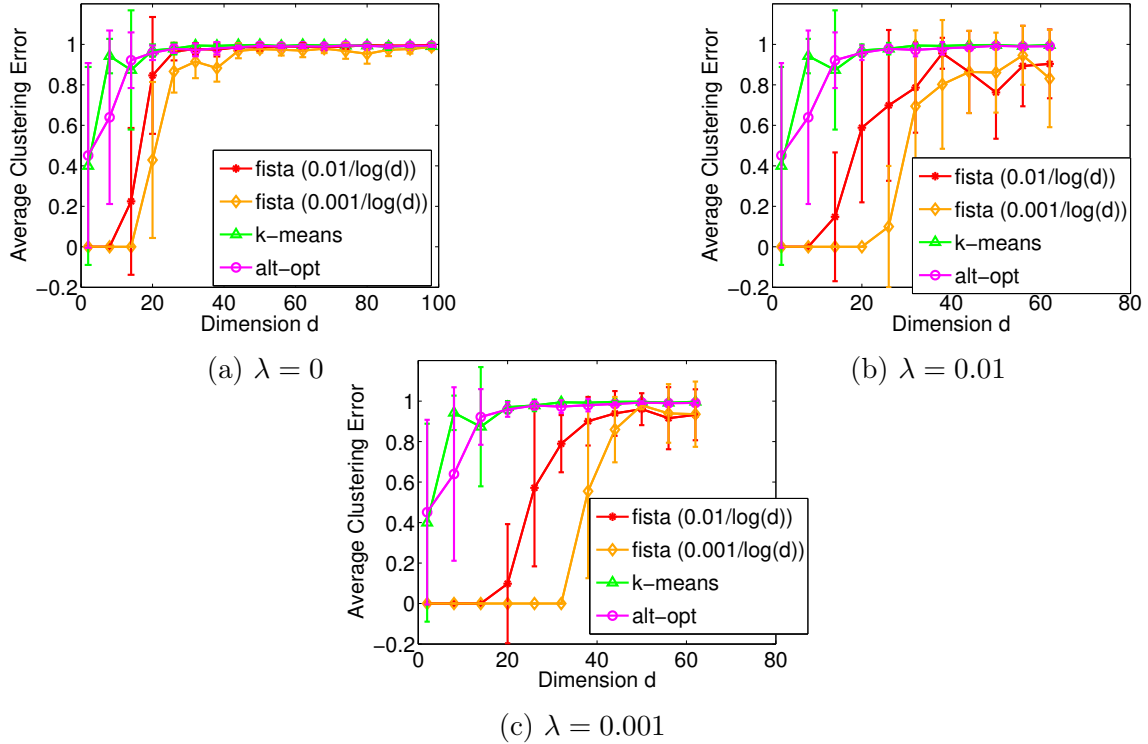 1
0.8
0.6
0.4
0.2
0
−0.2
Average Clustering Error
fista (0.01/log(d))
fista (0.001/log(d))
k−means
alt−opt
0 20 40 60 80 100
Dimension d
(a) λ = 0
1
0.8
0.6
0.4
0.2
0
−0.2
Average Clustering Error
fista (0.01/log(d))
fista (0.001/log(d))
k−means
alt−opt
0 20 40 60 80
Dimension d
(b) λ = 0.01
1
0.8
0.6
0.4
0.2
0
−0.2
Average Clustering Error
fista (0.01/log(d))
fista (0.001/log(d))
k−means
alt−opt
0 20 40 60 80
Dimension d
(c) λ = 0.001